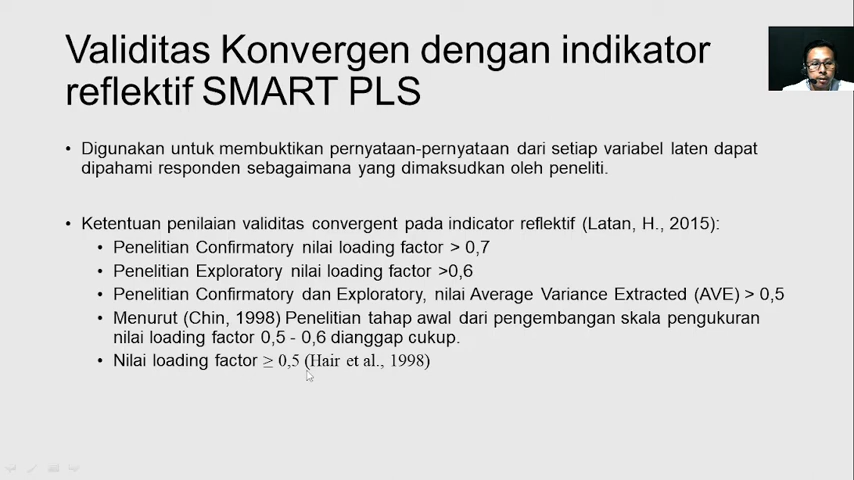 Validitas Konvergen dengan indikator
reflektif SMART PLS
• Digunakan untuk membuktikan pernyataan-pernyataan dari setiap variabel laten dapat
dipahami responden sebagaimana yang dimaksudkan oleh peneliti.
• Ketentuan penilaian validitas convergent pada indicator reflektif (Latan, H., 2015):
• Penelitian Confirmatory nilai loading factor > 0,7
• Penelitian Exploratory nilai loading factor >0,6
• Penelitian Confirmatory dan Exploratory, nilai Average Variance Extracted (AVE) > 0,5
• Menurut (Chin, 1998) Penelitian tahap awal dari pengembangan skala pengukuran
nilai loading factor 0,5 - 0,6 dianggap cukup.
• Nilai loading factor ≥ 0,5 (Hair et al., 1998)